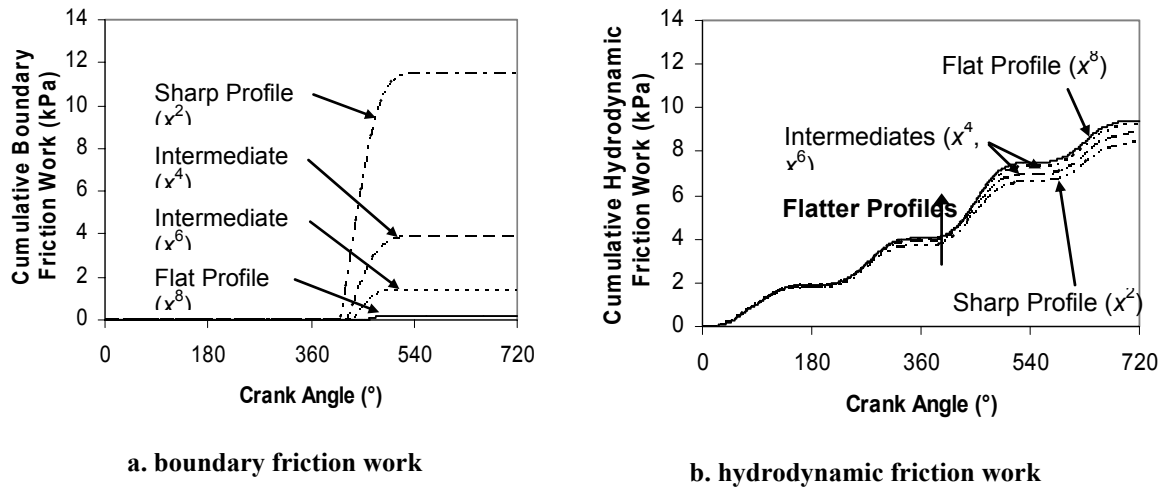 Cumulative Boundary
Friction Work (kPa)
14
12
10
8
6
4
2
0
Sharp Profile
(x²)
Intermediate
(x⁴)
Intermediate
(x⁶)
Flat Profile
(x⁸)
0 180 360 540 720
Crank Angle (°)
a. boundary friction work
Cumulative Hydrodynamic
Friction Work (kPa)
14
12
10
8
6
4
2
0
Flat Profile (x⁸)
Intermediates (x⁴,
x⁶)
Flatter Profiles
Sharp Profile (x²)
0 180 360 540 720
Crank Angle (°)
b. hydrodynamic friction work